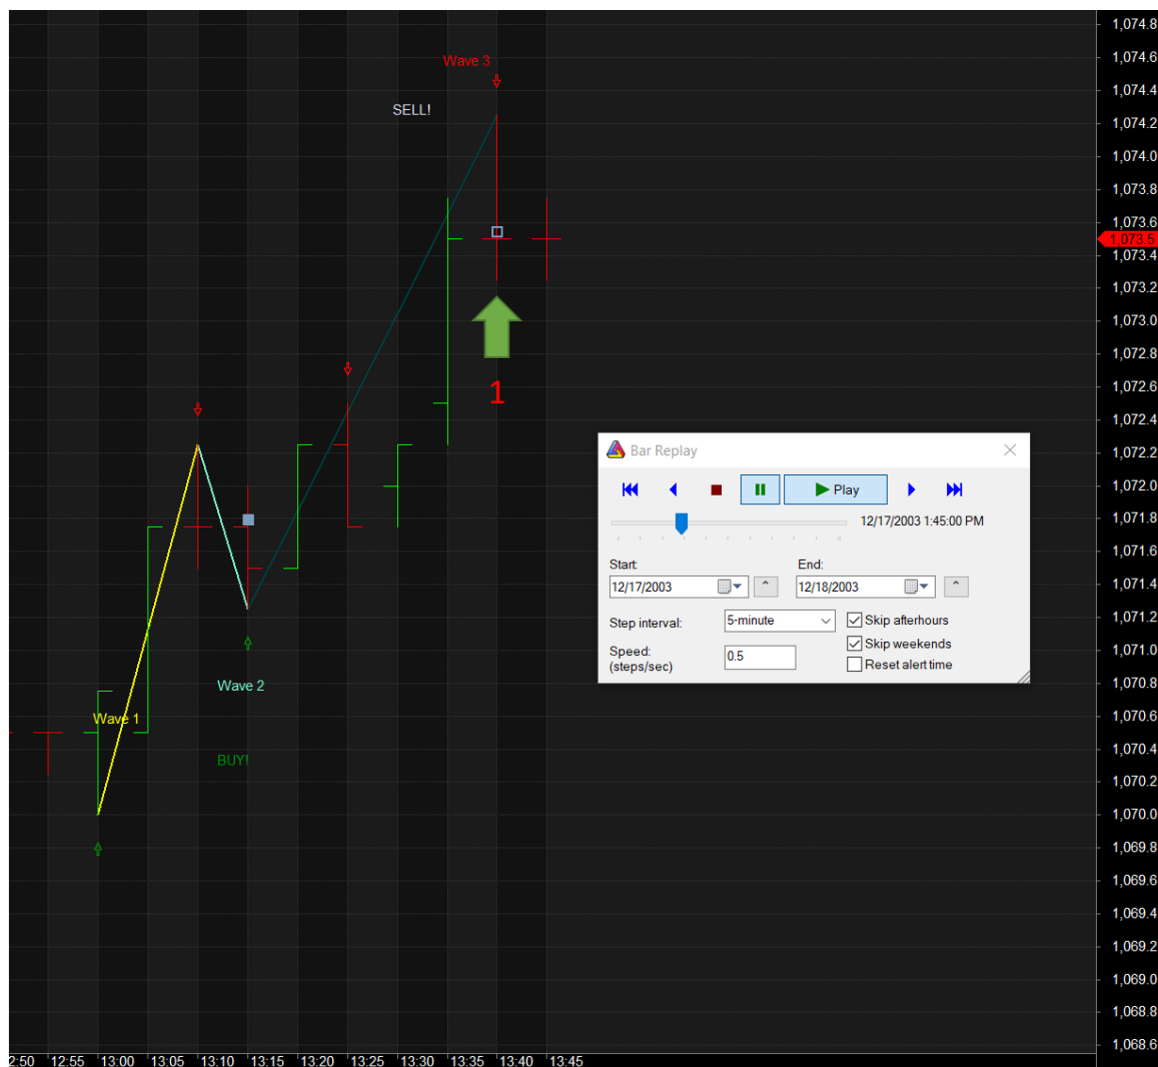 1,074.8
1,074.6
Wave 3
1,074.4
SELL!
1,074.2
1,074.0
1,073.8
1,073.6
1,073.5
1,073.4
1,073.2
1,073.0
1,072.8
1
1,072.6
1,072.4
1,072.2
1,072.0
1,071.8
1,071.6
1,071.4
1,071.2
1,071.0
1,070.8
1,070.6
1,070.4
1,070.2
1,070.0
1,069.8
1,069.6
1,069.4
1,069.2
1,069.0
1,068.8
1,068.6
Bar Replay
Play
12/17/2003 1:45:00 PM
Start:
End:
12/17/2003
^
12/18/2003
^
Step interval:
5-minute
Skip afterhours
Skip weekends
Speed:
(steps/sec)
0.5
Reset alert time
Wave 2
Wave 1
BUY!
2:50 12:55 13:00 13:05 13:10 13:15 13:20 13:25 13:30 13:35 13:40 13:45